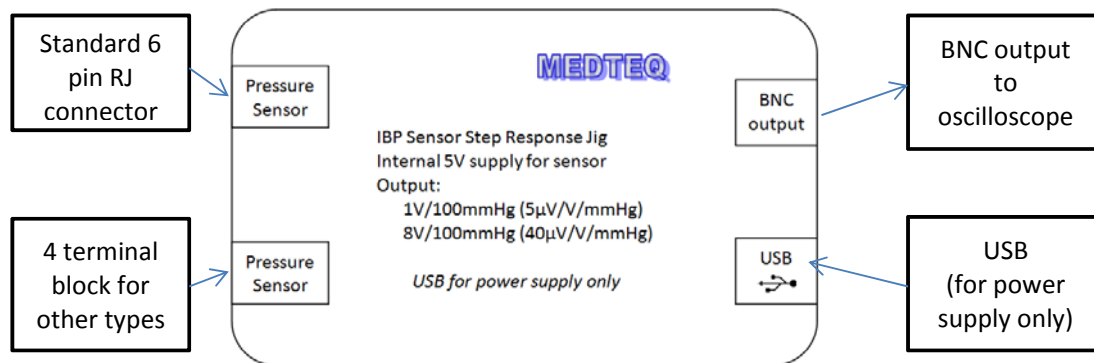 Standard 6
pin RJ
connector
4 terminal
block for
other types
Pressure
Sensor
Pressure
Sensor
MEDTEQ
IBP Sensor Step Response Jig
Internal 5V supply for sensor
Output:
1V/100mmHg (5µV/V/mmHg)
8V/100mmHg (40µV/V/mmHg)
USB for power supply only
BNC
output
USB
BNC output
to
oscilloscope
USB
(for power
supply only)